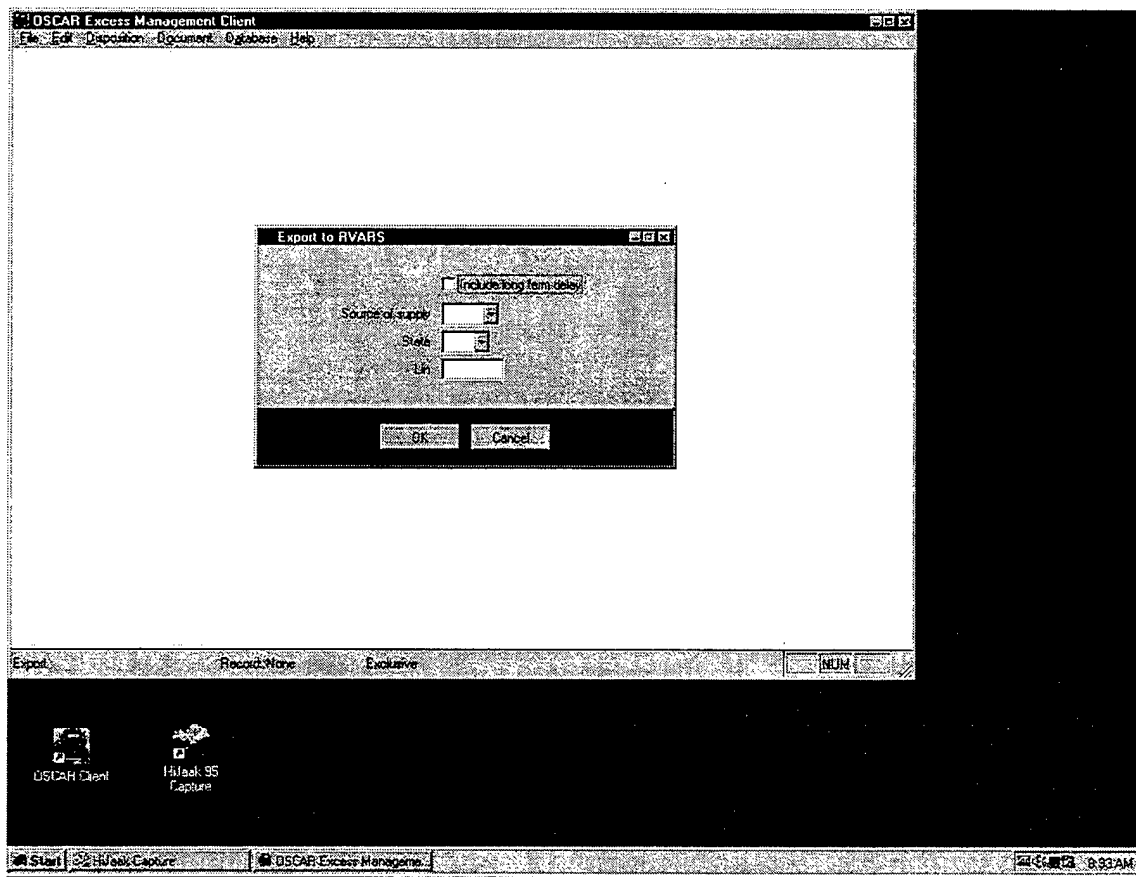 OSCAR Excess Management Client
File Edit Disposition Document Database Help
Export to RVARS
Include long term delay
Source of supply
State
Lin
OK Cancel
Export Record: None Exclusive NUM
OSCAR Client
HiJaak 95
Capture
Start HiJaak Capture OSCAR Excess Manageme... 9:33 AM